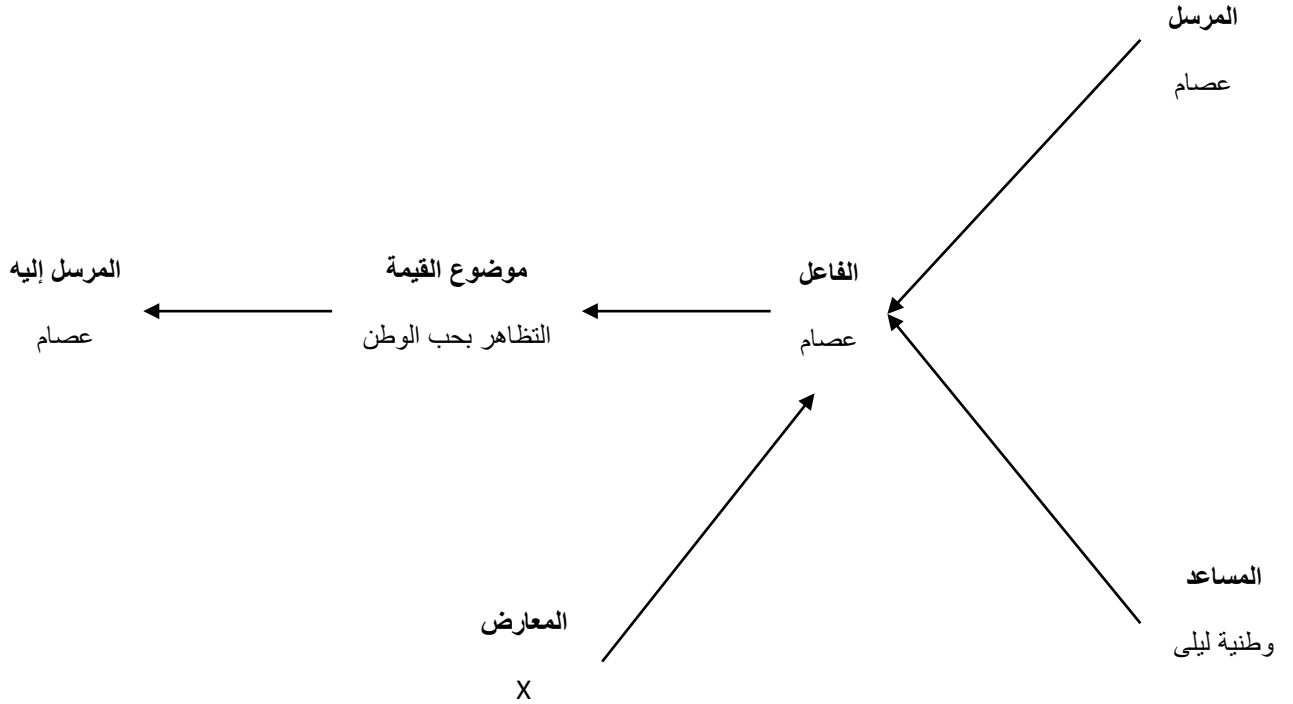 المرسل
عصام
الفاعل
عصام
موضوع القيمة
التظاهر بحب الوطن
المرسل إليه
عصام
المساعد
وطنية ليلى
المعارض
X